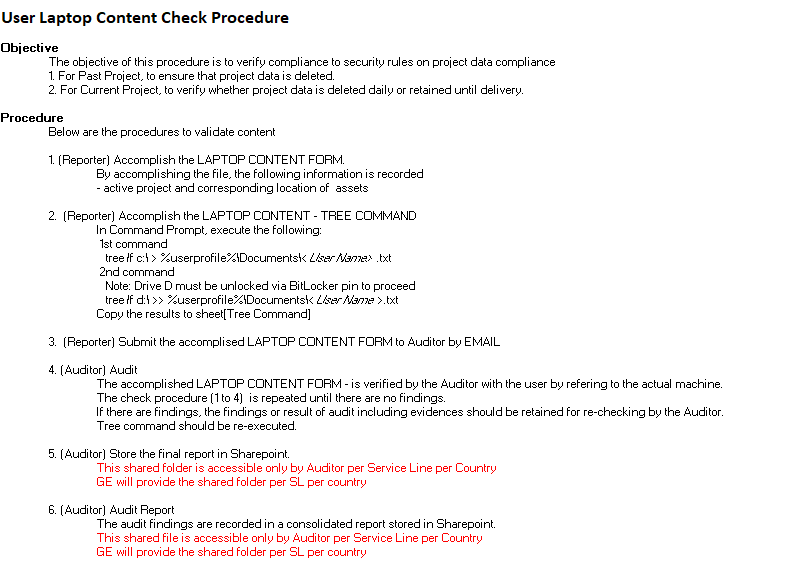 User Laptop Content Check Procedure
Objective
The objective of this procedure is to verify compliance to security rules on project data compliance
1. For Past Project, to ensure that project data is deleted.
2. For Current Project, to verify whether project data is deleted daily or retained until delivery.
Procedure
Below are the procedures to validate content
1. (Reporter) Accomplish the LAPTOP CONTENT FORM.
By accomplishing the file, the following information is recorded
- active project and corresponding location of assets
2. (Reporter) Accomplish the LAPTOP CONTENT - TREE COMMAND
In Command Prompt, execute the following:
1st command
tree /f c:\ > %userprofile%\Documents\< User Name> .txt
2nd command
Note: Drive D must be unlocked via BitLocker pin to proceed
tree /f d:\ >> %userprofile%\Documents\< User Name >.txt
Copy the results to sheet[Tree Command]
3. (Reporter) Submit the accomplised LAPTOP CONTENT FORM to Auditor by EMAIL
4. (Auditor) Audit
The accomplished LAPTOP CONTENT FORM - is verified by the Auditor with the user by refering to the actual machine.
The check procedure (1 to 4) is repeated until there are no findings.
If there are findings, the findings or result of audit including evidences should be retained for re-checking by the Auditor.
Tree command should be re-executed.
5. (Auditor) Store the final report in Sharepoint.
This shared folder is accessible only by Auditor per Service Line per Country
GE will provide the shared folder per SL per country
6. (Auditor) Audit Report
The audit findings are recorded in a consolidated report stored in Sharepoint.
This shared file is accessible only by Auditor per Service Line per Country
GE will provide the shared folder per SL per country